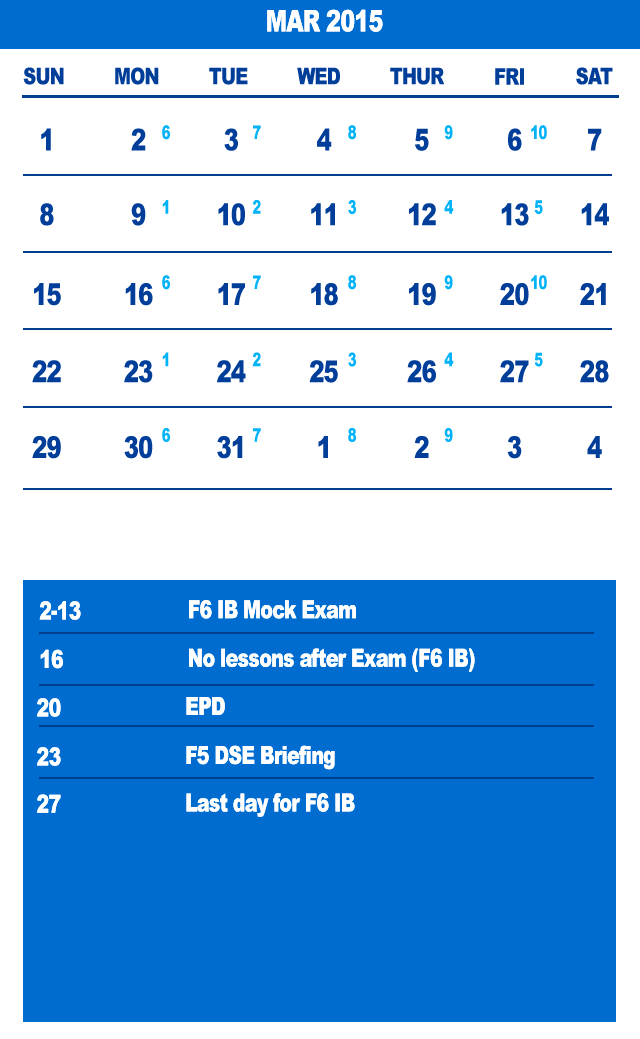 MAR 2015
SUN MON TUE WED THUR FRI SAT
1 2 6 3 7 4 8 5 9 6 10 7
8 9 1 10 2 11 3 12 4 13 5 14
15 16 6 17 7 18 8 19 9 20 10 21
22 23 1 24 2 25 3 26 4 27 5 28
29 30 6 31 7 1 8 2 9 3 4
2-13 F6 IB Mock Exam
16 No lessons after Exam (F6 IB)
20 EPD
23 F5 DSE Briefing
27 Last day for F6 IB